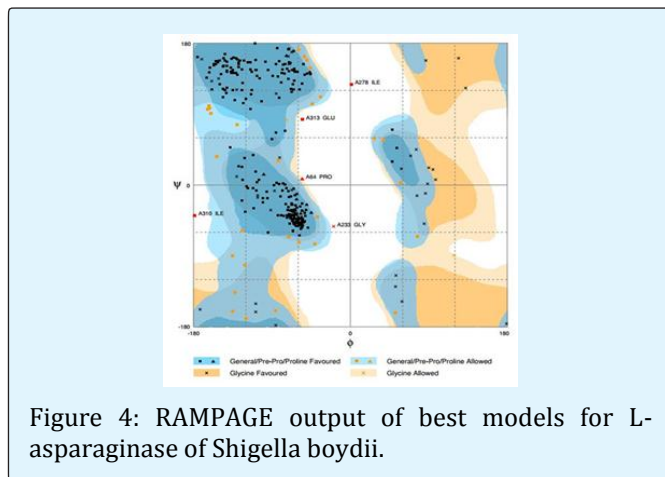 180
A278 ILE
A313 GLU
A64 PRO
ψ 0
A310 ILE
A233 GLY
-180
-180 0 180
ϕ
General/Pre-Pro/Proline Favoured General/Pre-Pro/Proline Allowed
Glycine Favoured Glycine Allowed
Figure 4: RAMPAGE output of best models for L-
asparaginase of Shigella boydii.